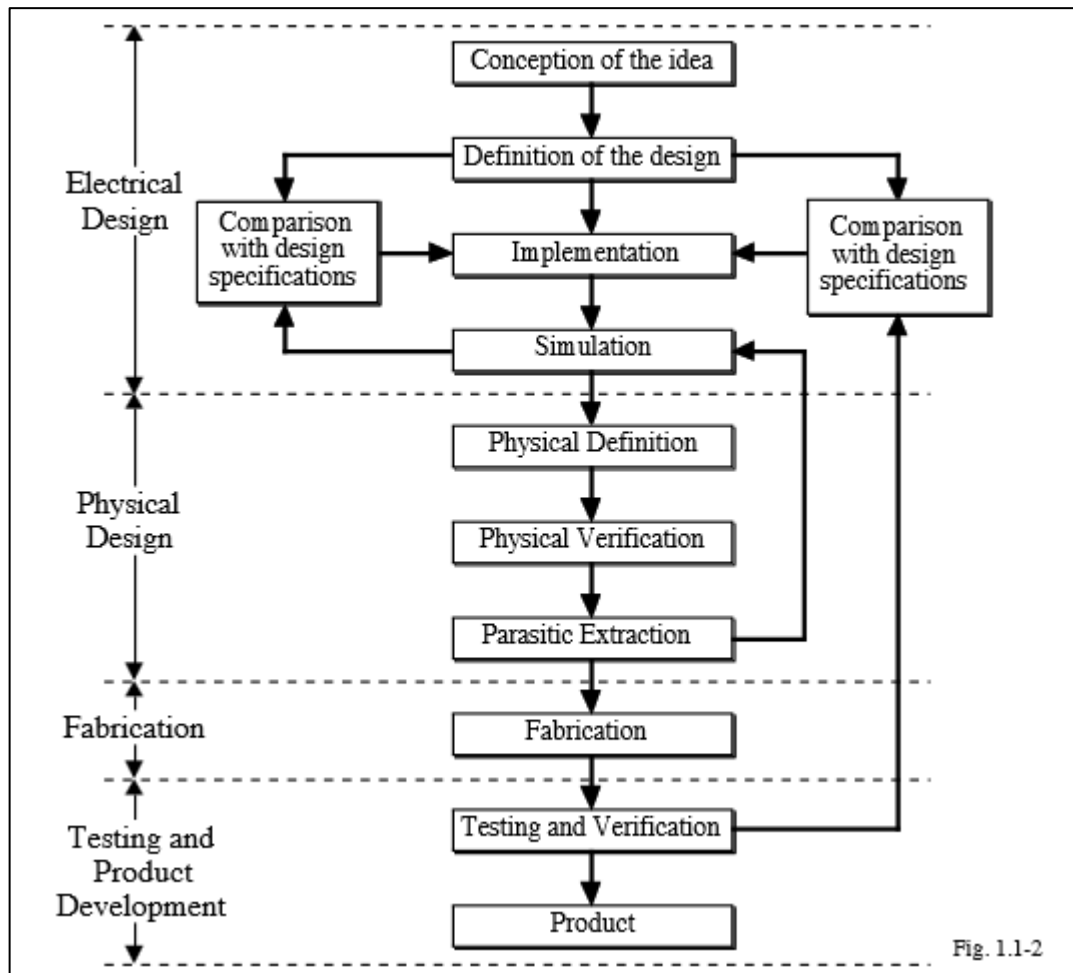 Conception of the idea
Definition of the design
Electrical
Design
Comparison
with design
specifications
Implementation
Comparison
with design
specifications
Simulation
Physical Definition
Physical
Design
Physical Verification
Parasitic Extraction
Fabrication
Fabrication
Testing and
Product
Development
Testing and Verification
Product
Fig. 1.1-2